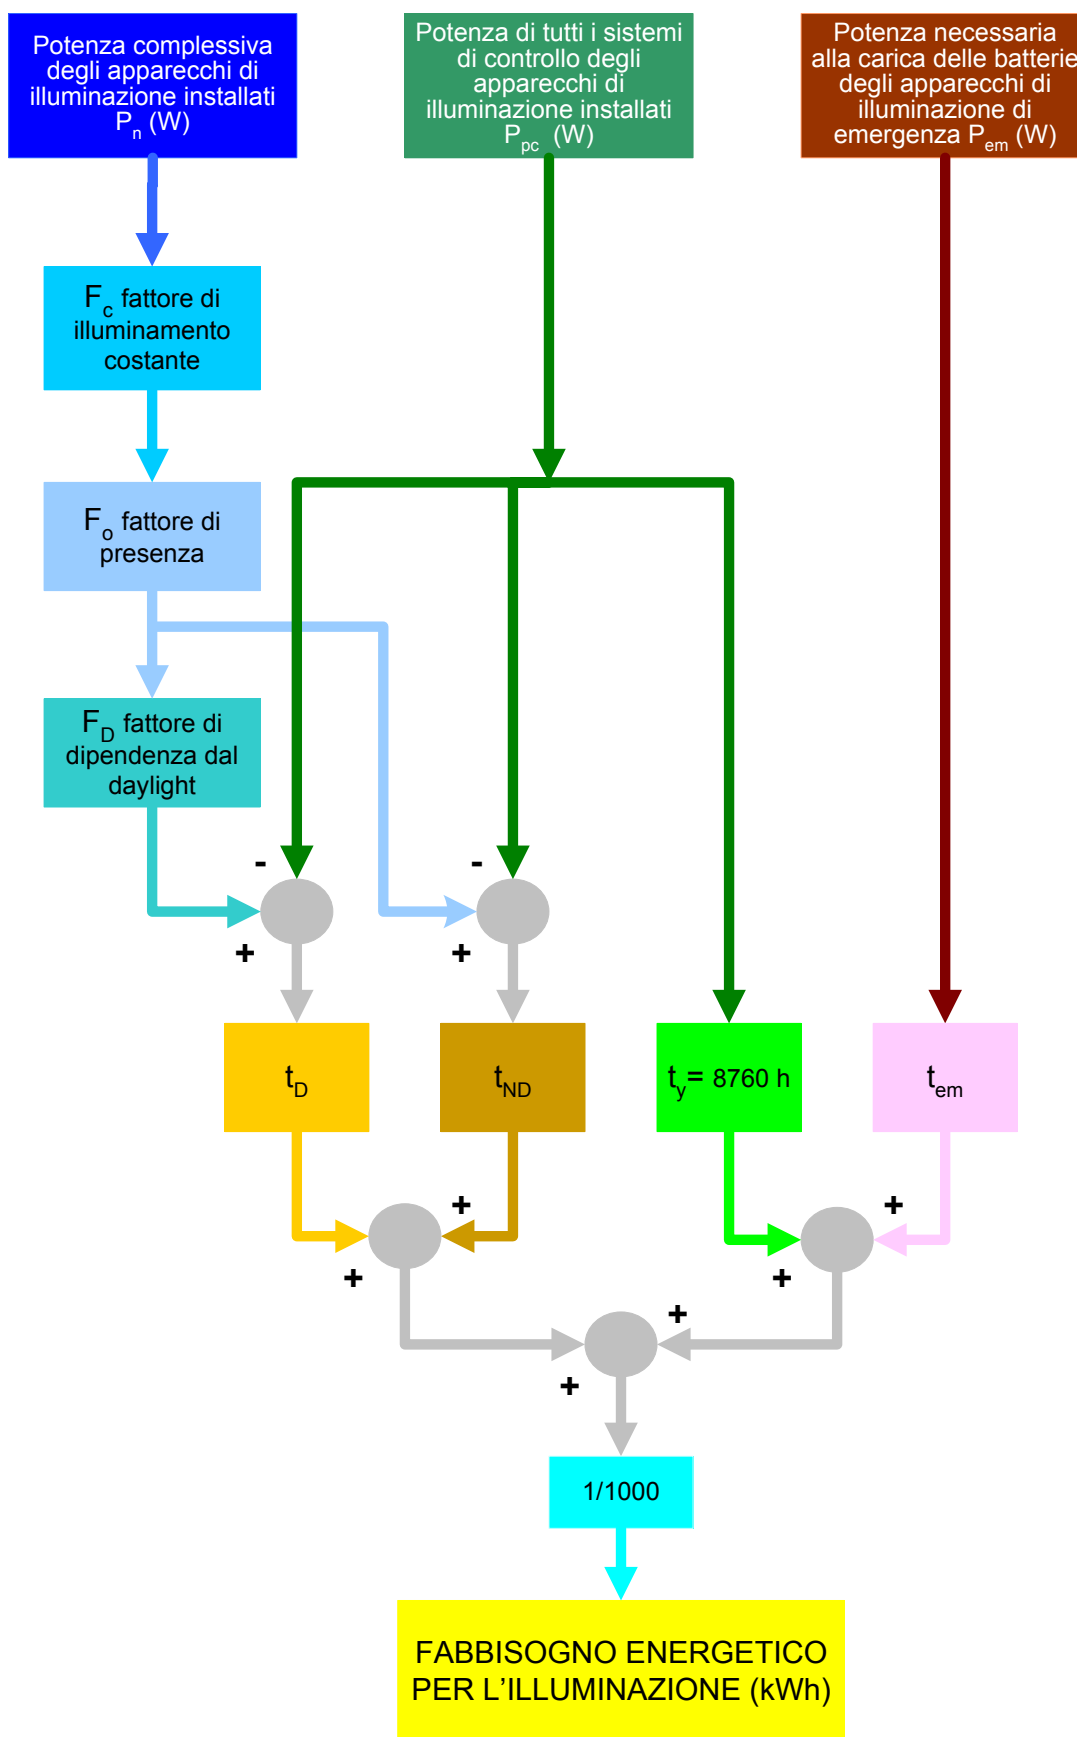 Potenza complessiva
degli apparecchi di
illuminazione installati
Pn (W)
Potenza di tutti i sistemi
di controllo degli
apparecchi di
illuminazione installati
Ppc (W)
Potenza necessaria
alla carica delle batterie
degli apparecchi di
illuminazione di
emergenza Pem (W)
Fc fattore di
illuminamento
costante
Fo fattore di
presenza
FD fattore di
dipendenza dal
daylight
-
+
-
+
tD
tND
ty= 8760 h
tem
+
+
+
+
+
+
1/1000
FABBISOGNO ENERGETICO
PER L'ILLUMINAZIONE (kWh)